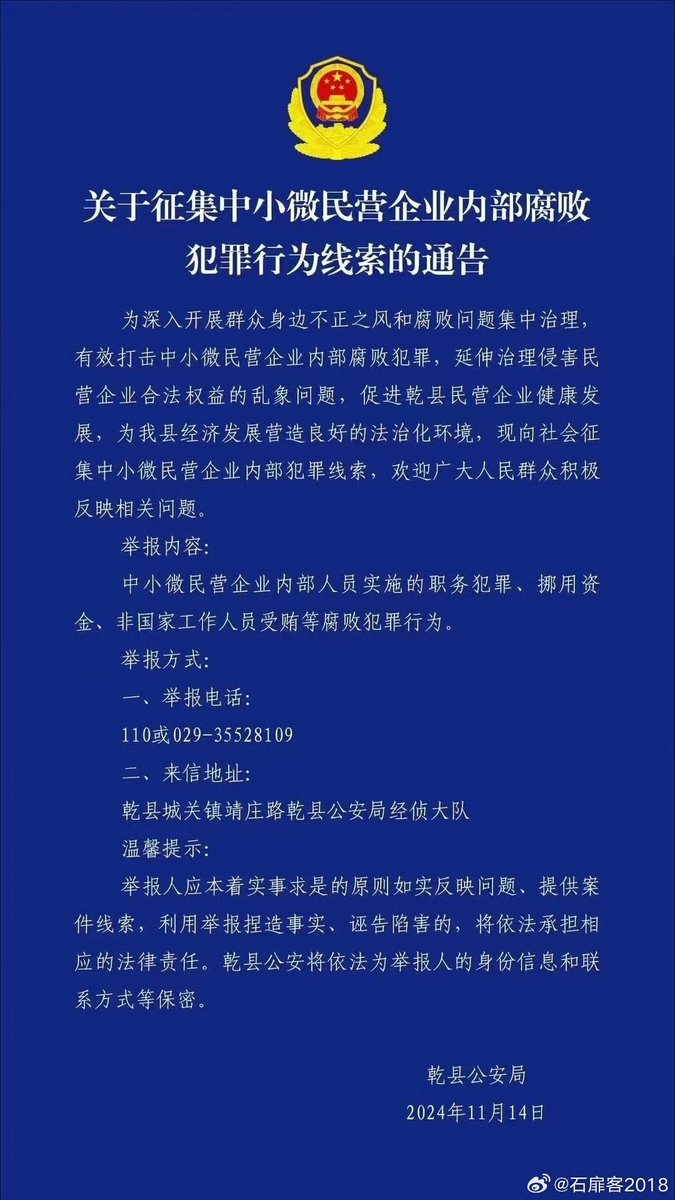 关于征集中小微民营企业内部腐败
犯罪行为线索的通告
为深入开展群众身边不正之风和腐败问题集中治理，
有效打击中小微民营企业内部腐败犯罪，延伸治理侵害民
营企业合法权益的乱象问题，促进乾县民营企业健康发
展，为我县经济发展营造良好的法治化环境，现向社会征
集中小微民营企业内部犯罪线索，欢迎广大人民群众积极
反映相关问题。
举报内容：
中小微民营企业内部人员实施的职务犯罪、挪用资
金、非国家工作人员受贿等腐败犯罪行为。
举报方式：
一、举报电话：
110或029-35528109
二、来信地址：
乾县城关镇靖庄路乾县公安局经侦大队
温馨提示：
举报人应本着实事求是的原则如实反映问题、提供案
件线索，利用举报捏造事实、诬告陷害的，将依法承担相
应的法律责任。乾县公安将依法为举报人的身份信息和联
系方式等保密。
乾县公安局
2024年11月14日
@石扉客2018